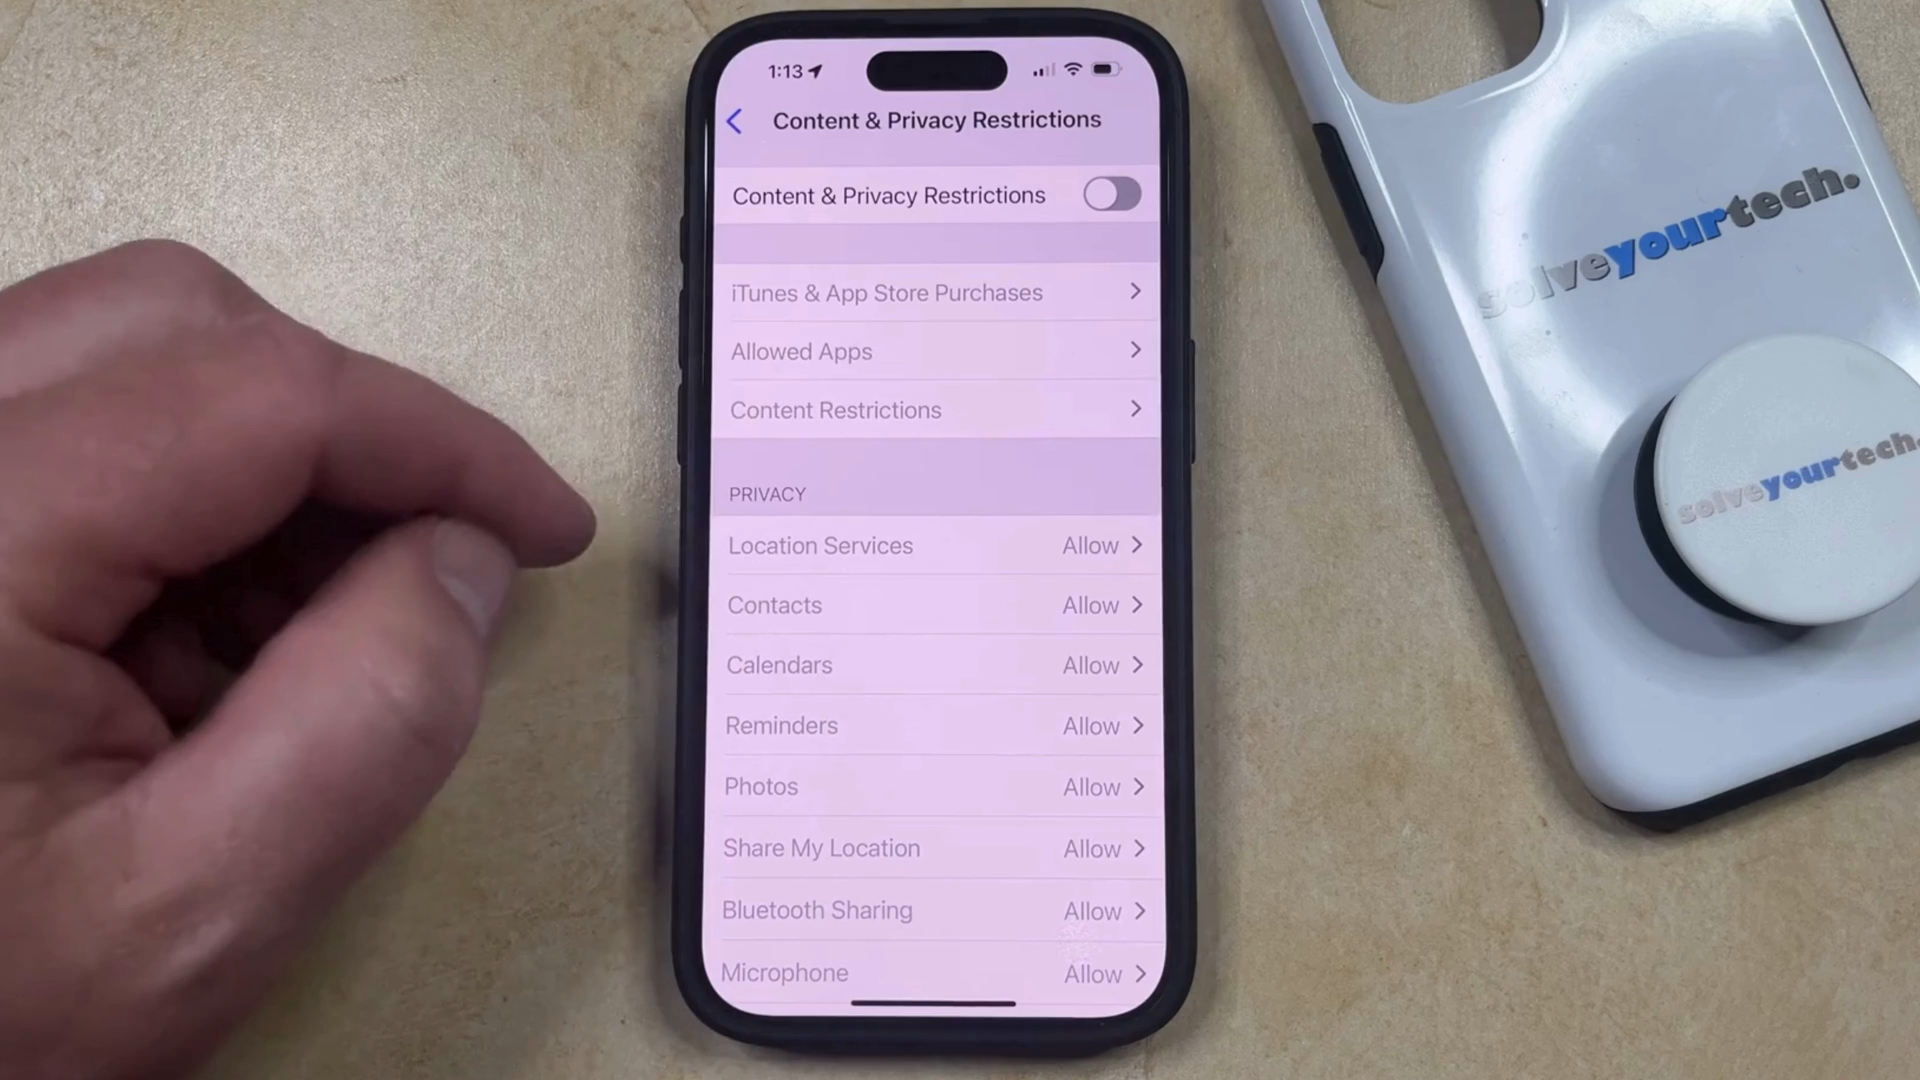 1:13
Content & Privacy Restrictions
Content & Privacy Restrictions
iTunes & App Store Purchases
Allowed Apps
Content Restrictions
PRIVACY
Location Services Allow
Contacts Allow
Calendars Allow
Reminders Allow
Photos Allow
Share My Location Allow
Bluetooth Sharing Allow
Microphone Allow
solveyourtech.
solveyourtech.